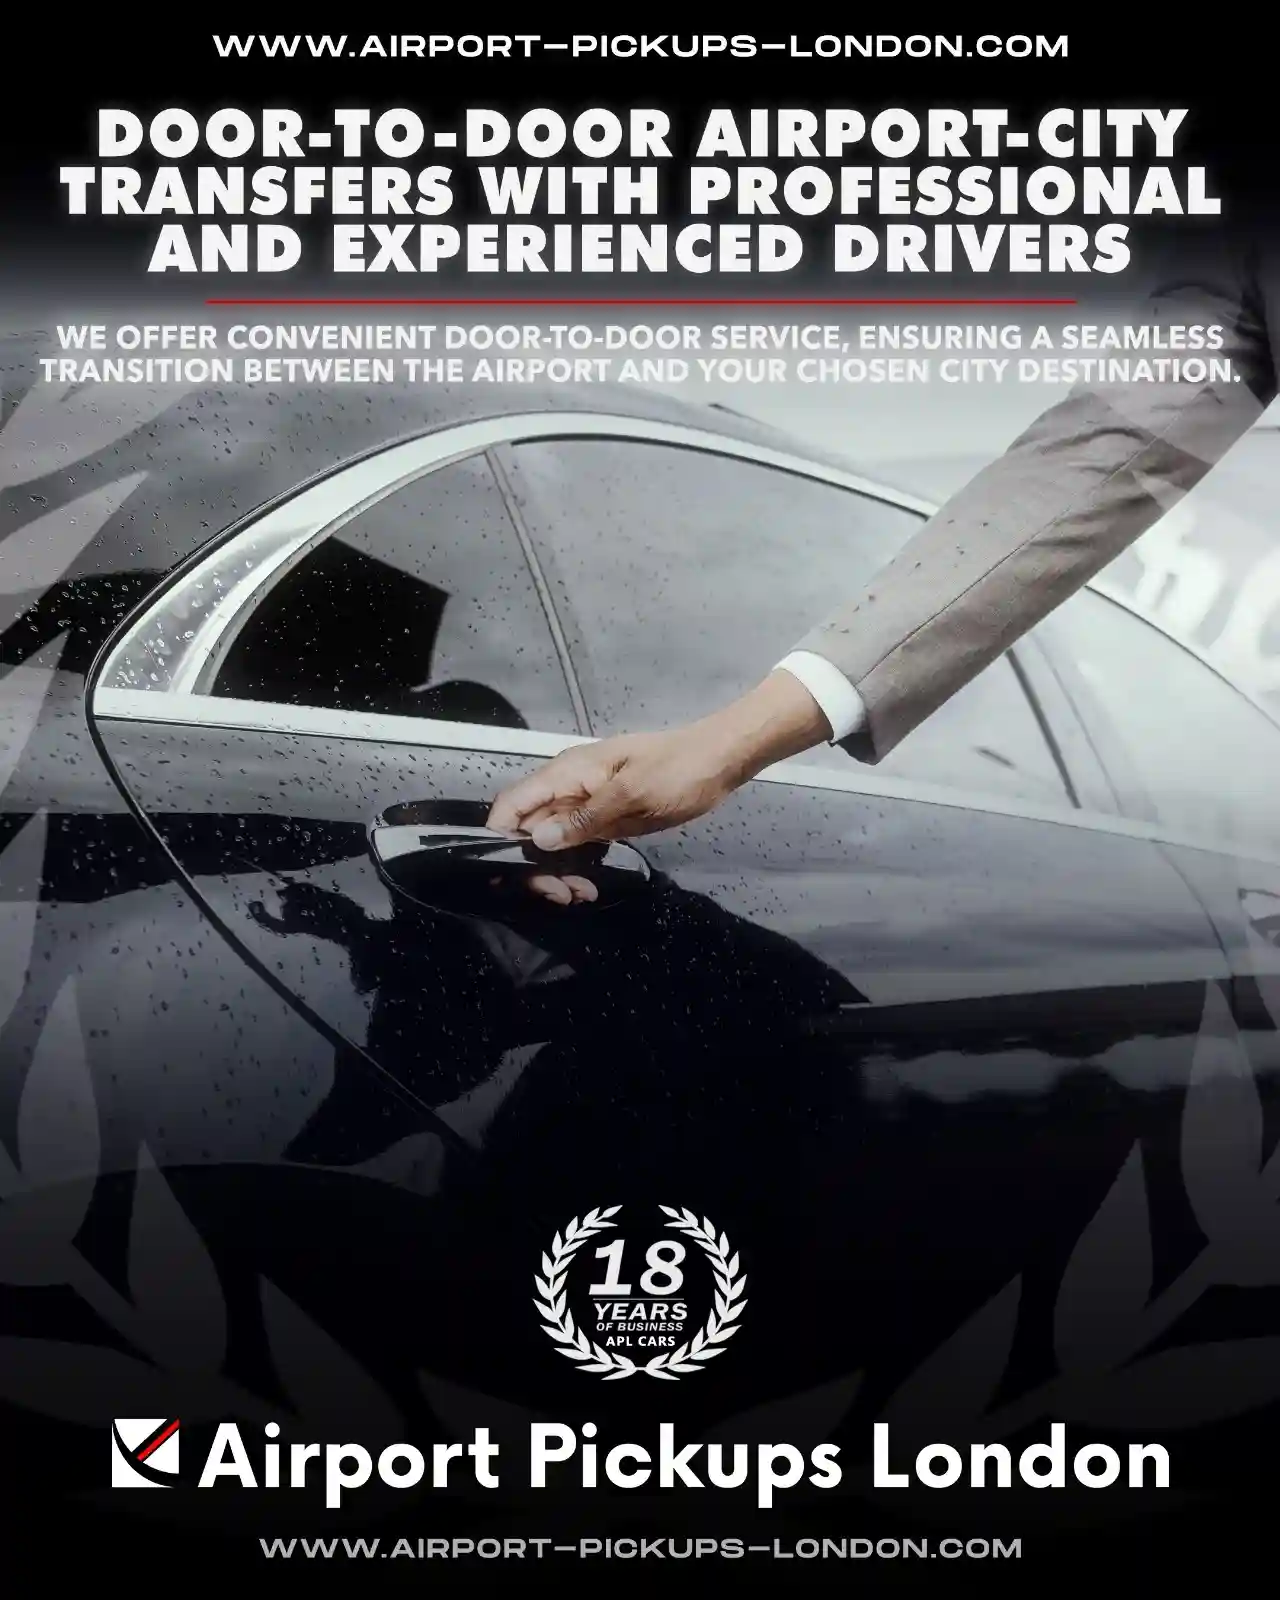 WWW.AIRPORT-PICKUPS-LONDON.COM
DOOR-TO-DOOR AIRPORT-CITY
TRANSFERS WITH PROFESSIONAL
AND EXPERIENCED DRIVERS
WE OFFER CONVENIENT DOOR-TO-DOOR SERVICE, ENSURING A SEAMLESS
TRANSITION BETWEEN THE AIRPORT AND YOUR CHOSEN CITY DESTINATION.
18
YEARS
OF BUSINESS
APL CARS
Airport Pickups London
WWW.AIRPORT-PICKUPS-LONDON.COM